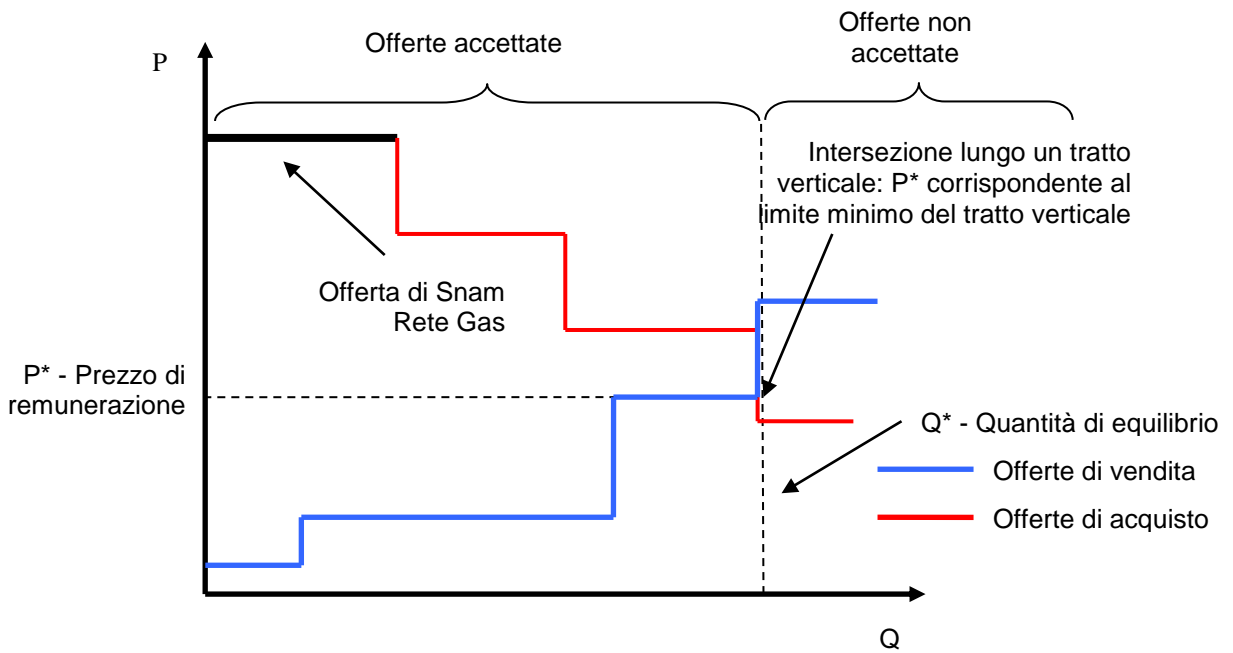 Offerte accettate
Offerte non
accettate
P
Intersezione lungo un tratto
verticale: P* corrispondente al
limite minimo del tratto verticale
Offerta di Snam
Rete Gas
P* - Prezzo di
remunerazione
Q* - Quantità di equilibrio
Offerte di vendita
Offerte di acquisto
Q